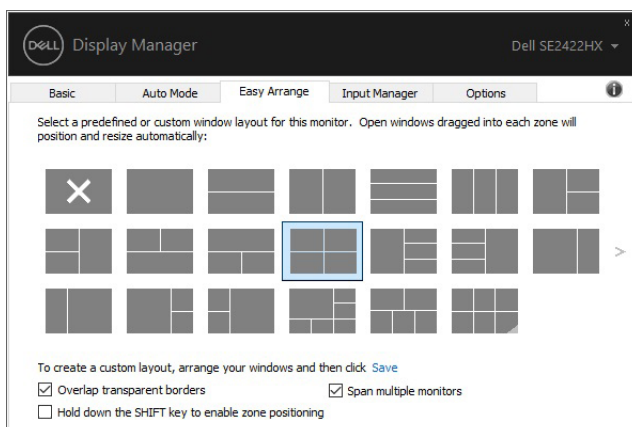 DELL Display Manager
Dell SE2422HX
Basic Auto Mode Easy Arrange Input Manager Options
Select a predefined or custom window layout for this monitor. Open windows dragged into each zone will
position and resize automatically:
To create a custom layout, arrange your windows and then click Save
Overlap transparent borders
Span multiple monitors
Hold down the SHIFT key to enable zone positioning